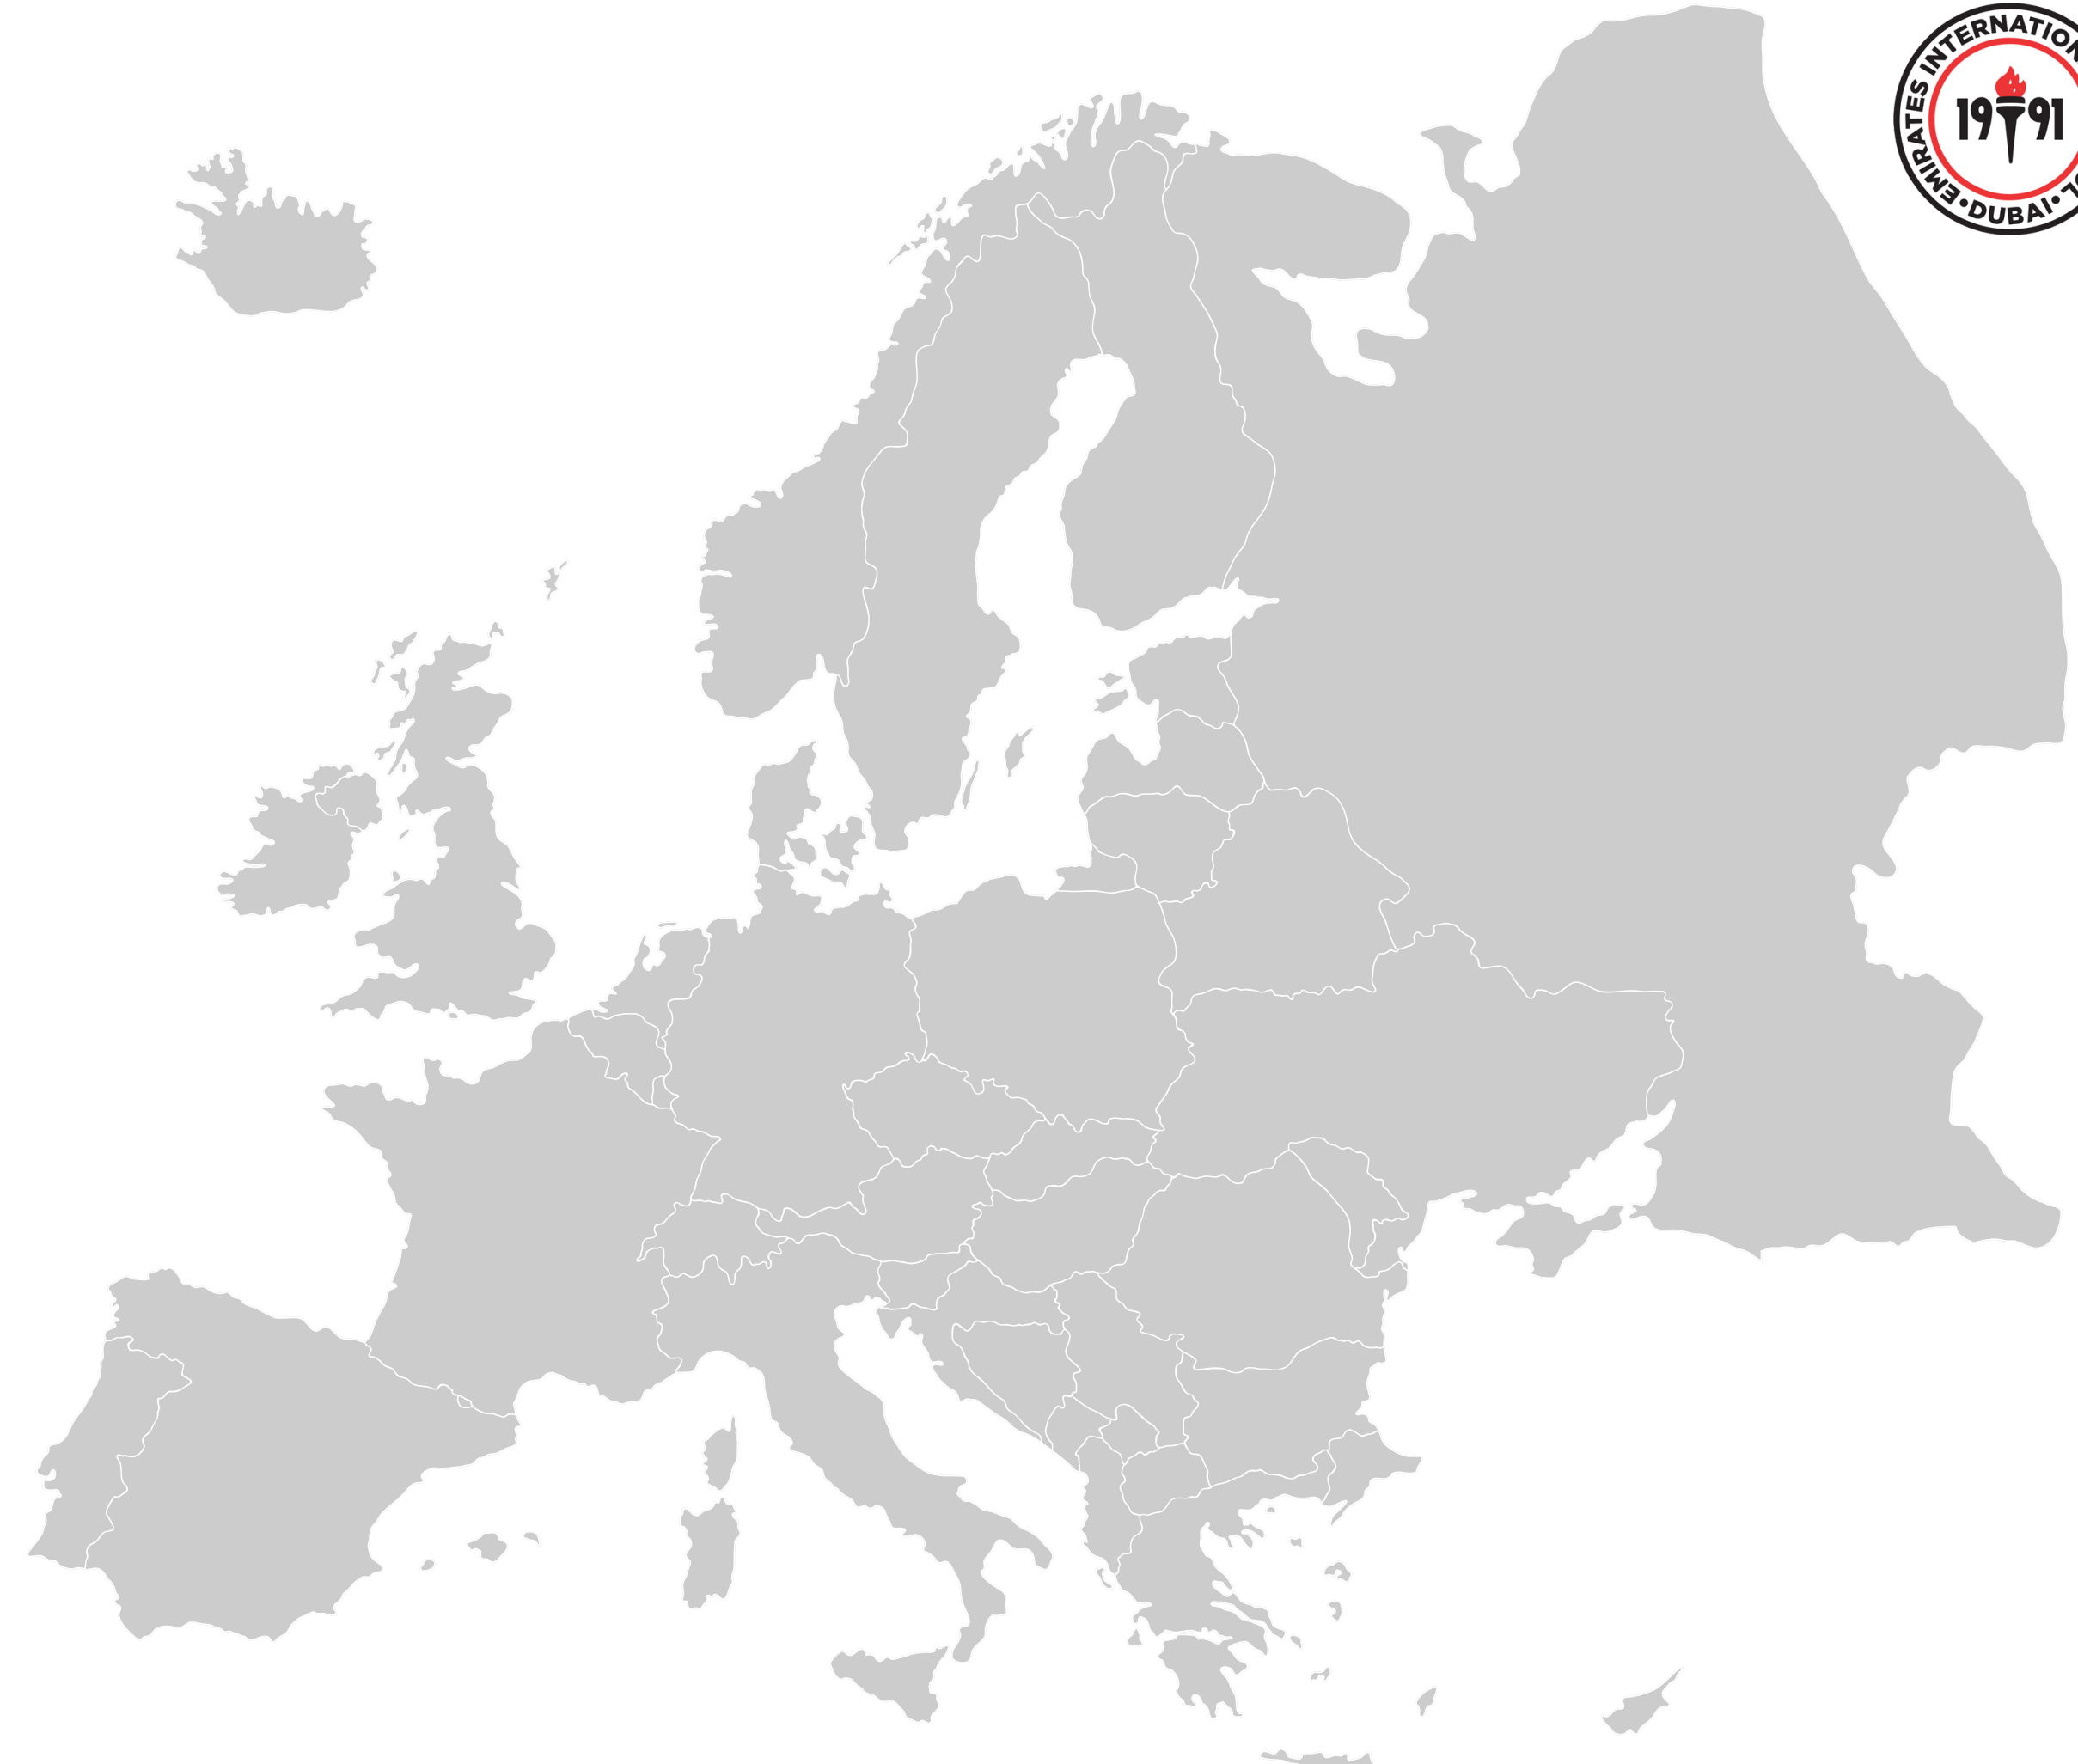 EMIRATES INTERNATION
1991
• DUBAI •